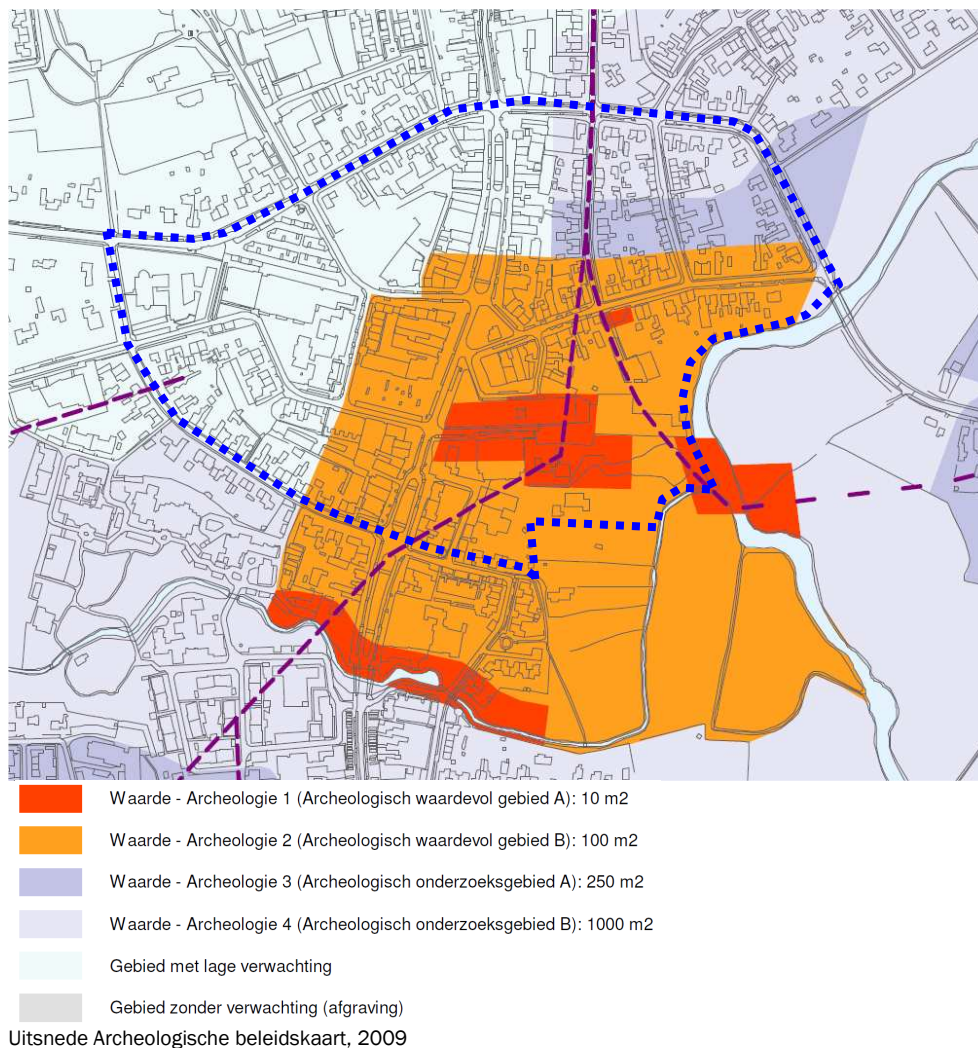 Waarde - Archeologie 1 (Archeologisch waardevol gebied A): 10 m2
Waarde - Archeologie 2 (Archeologisch waardevol gebied B): 100 m2
Waarde - Archeologie 3 (Archeologisch onderzoeksgebied A): 250 m2
Waarde - Archeologie 4 (Archeologisch onderzoeksgebied B): 1000 m2
Gebied met lage verwachting
Gebied zonder verwachting (afgraving)
Uitsnede Archeologische beleidskaart, 2009